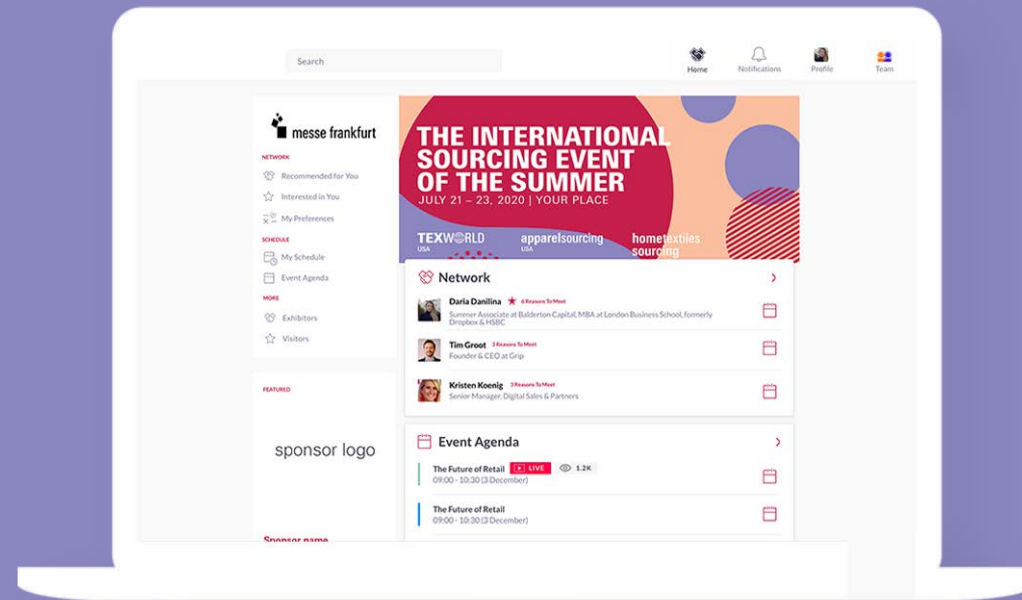 Search
Home
Notifications
Profile
Team
messe frankfurt
NETWORK
Recommended for You
Interested in You
My Preferences
SCHEDULE
My Schedule
Event Agenda
MORE
Exhibitors
Visitors
FEATURED
sponsor logo
Sponsor name
THE INTERNATIONAL
SOURCING EVENT
OF THE SUMMER
JULY 21 – 23, 2020 | YOUR PLACE
TEXWORLD
USA
apparelsourcing
USA
hometextiles
sourcing
Network
Daria Danilina 6 Reasons To Meet
Summer Associate at Balderton Capital, MBA at London Business School, formerly
Dropbox & HSBC
Tim Groot 3 Reasons To Meet
Founder & CEO at Grip
Kristen Koenig 3 Reasons To Meet
Senior Manager, Digital Sales & Partners
Event Agenda
The Future of Retail LIVE 1.2K
09:00 - 10:30 (3 December)
The Future of Retail
09:00 - 10:30 (3 December)